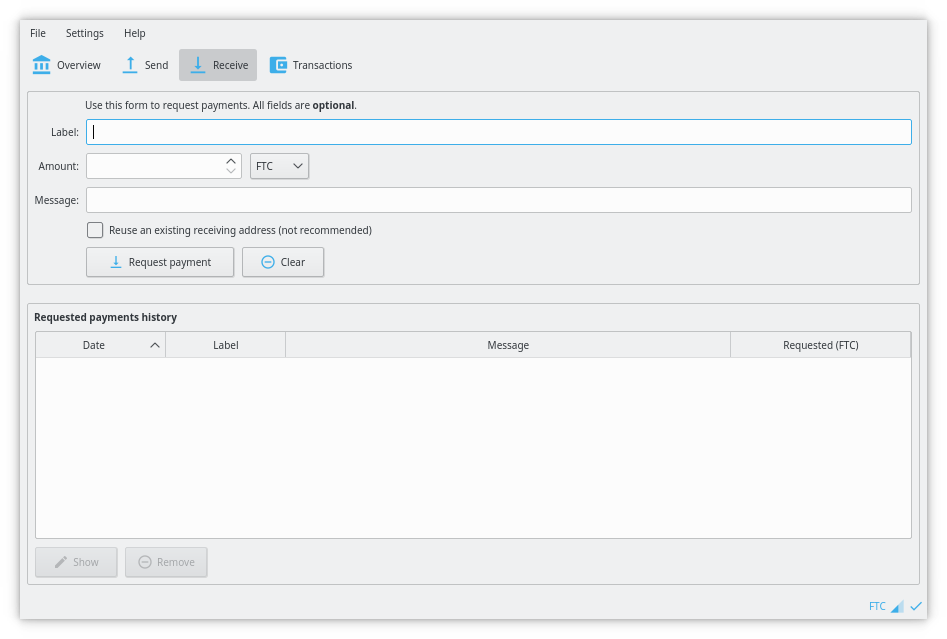 File Settings Help
Overview Send Receive Transactions
Use this form to request payments. All fields are optional.
Label:
Amount: FTC
Message:
Reuse an existing receiving address (not recommended)
Request payment Clear
Requested payments history
Date Label Message Requested (FTC)
Show Remove
FTC